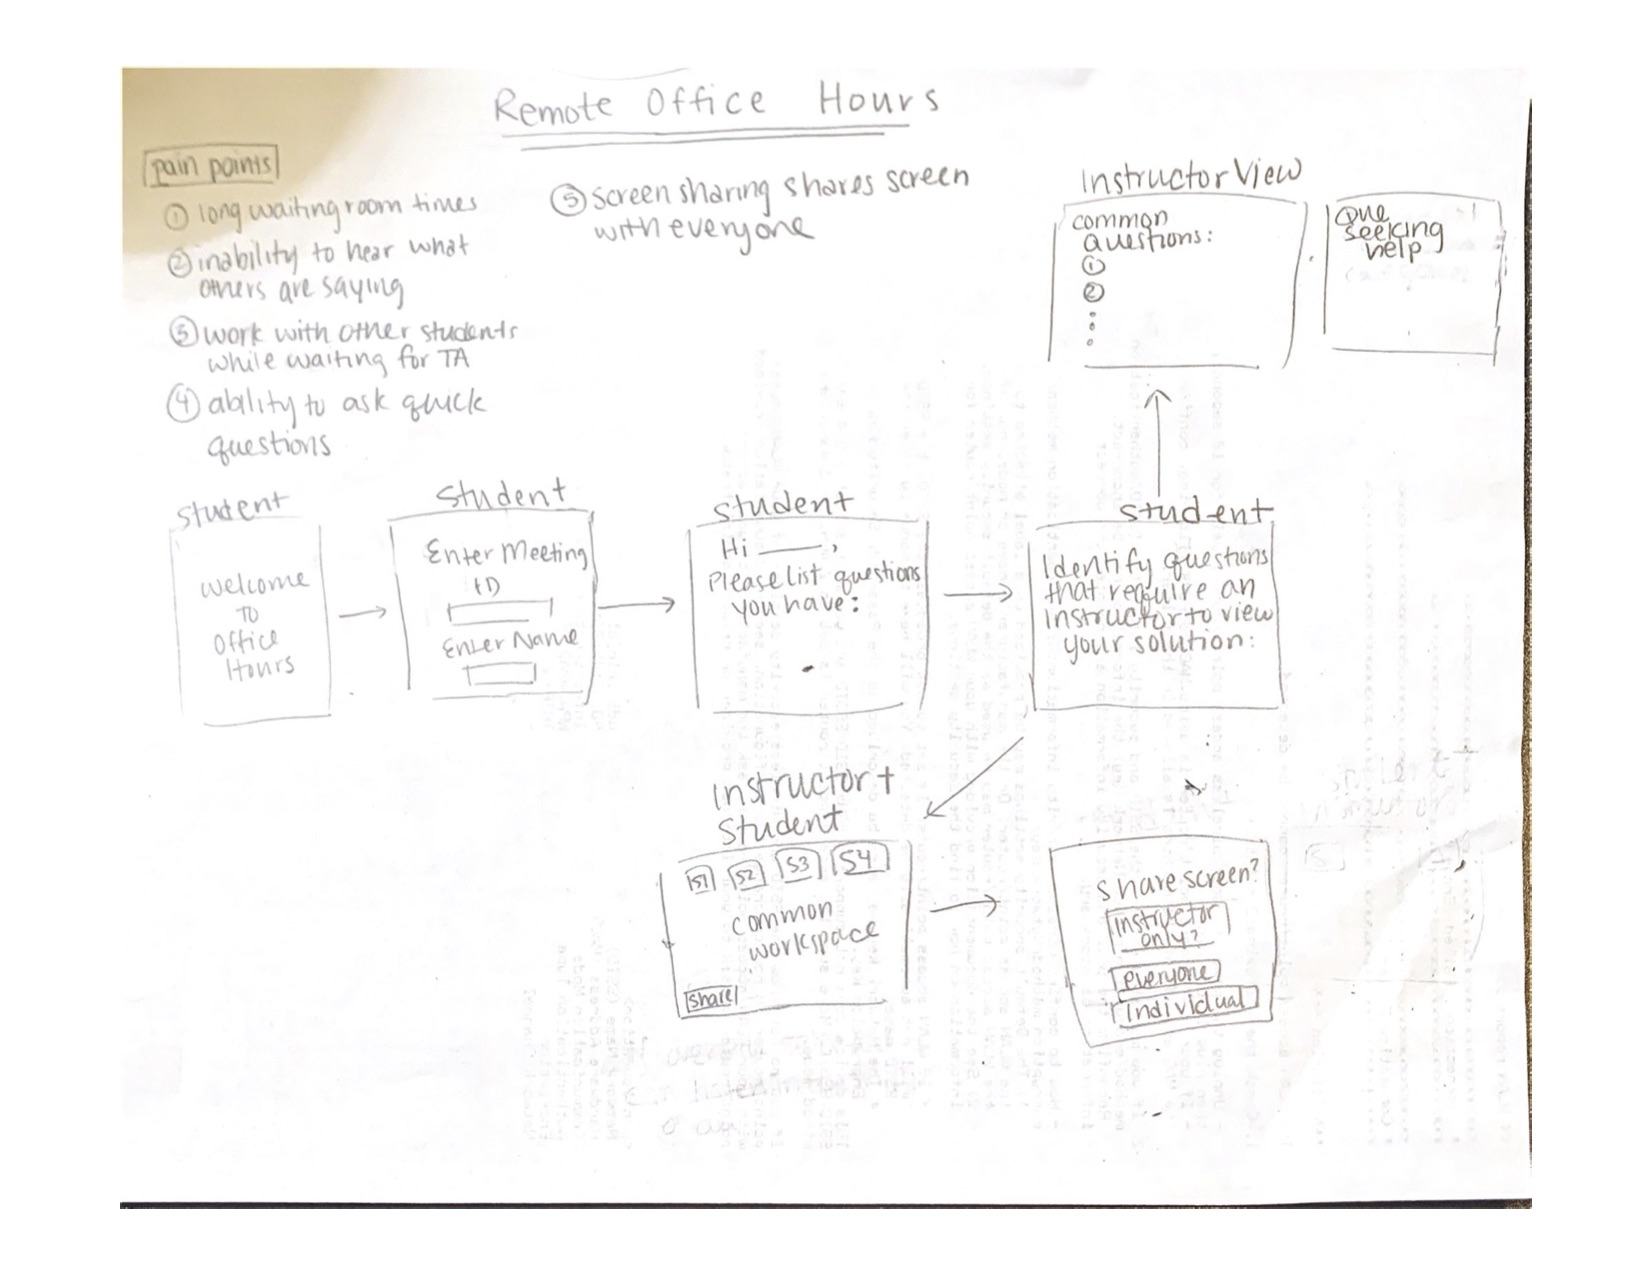 Remote Office Hours
pain points
① long waiting room times
② inability to hear what
others are saying
③ work with other students
while waiting for TA
④ ability to ask quick
questions
⑤ screen sharing shares screen
with everyone
Instructor View
common
questions:
①
②
Que
seeking
help
student
Welcome
TO
Office
Hours
student
Enter Meeting
ID
Enter Name
student
Hi ____,
Please list questions
you have:
student
Identify questions
that require an
instructor to view
your solution:
Instructor +
Student
S1 S2 S3 S4
common
workspace
share
share screen?
instructor
only?
everyone
individual